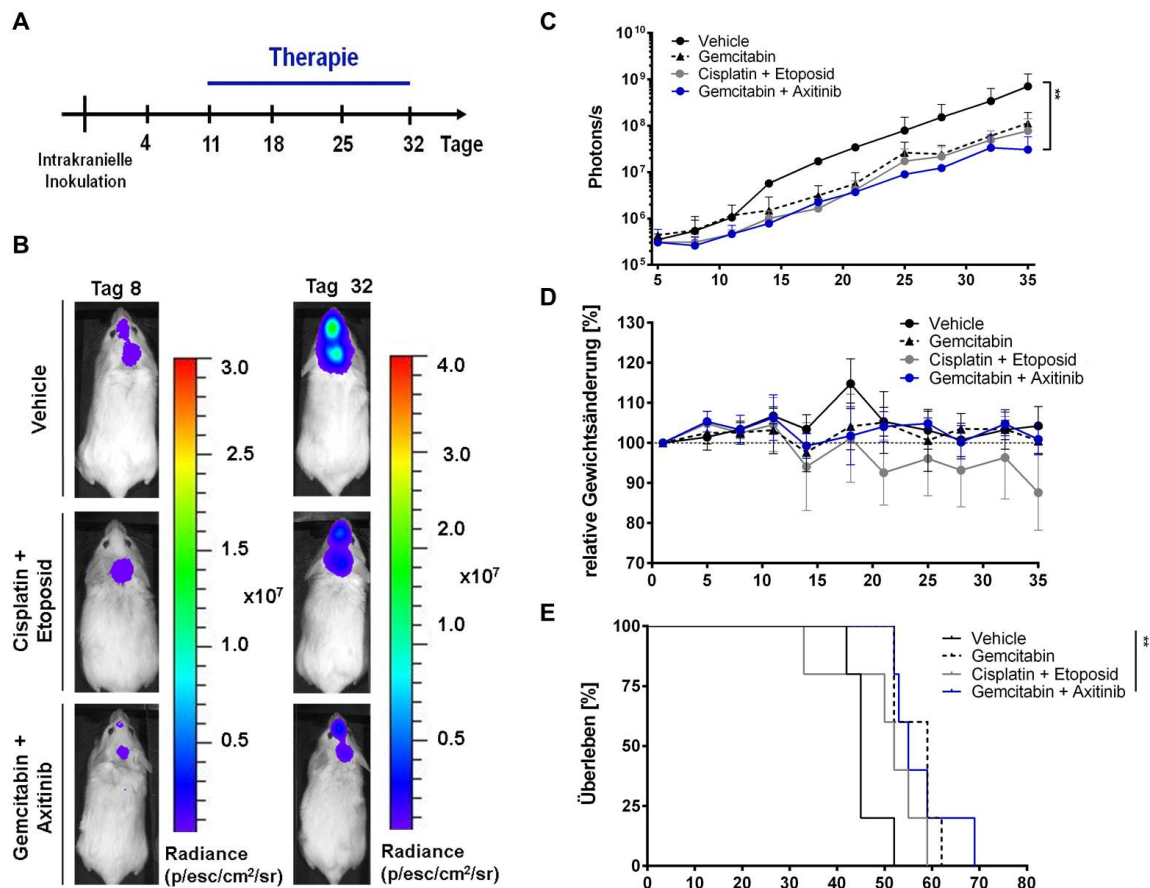 A
Therapie
4
11
18
25
32
Tage
Intrakranielle
Inokulation
B
Tag 8
Tag 32
Vehicle
Cisplatin +
Etoposid
Gemcitabin +
Axitinib
3.0
2.5
1.5
x10⁷
1.0
0.5
Radiance
(p/esc/cm²/sr)
4.0
3.0
2.0
x10⁷
1.0
0.5
Radiance
(p/esc/cm²/sr)
C
Photons/s
10¹⁰
10⁹
10⁸
10⁷
10⁶
10⁵
5
10
15
20
25
30
35
Vehicle
Gemcitabin
Cisplatin + Etoposid
Gemcitabin + Axitinib
**
D
relative Gewichtsänderung [%]
130
120
110
100
90
80
70
0
5
10
15
20
25
30
35
Vehicle
Gemcitabin
Cisplatin + Etoposid
Gemcitabin + Axitinib
E
Überleben [%]
100
75
50
25
0
0
10
20
30
40
50
60
70
80
Vehicle
Gemcitabin
Cisplatin + Etoposid
Gemcitabin + Axitinib
**